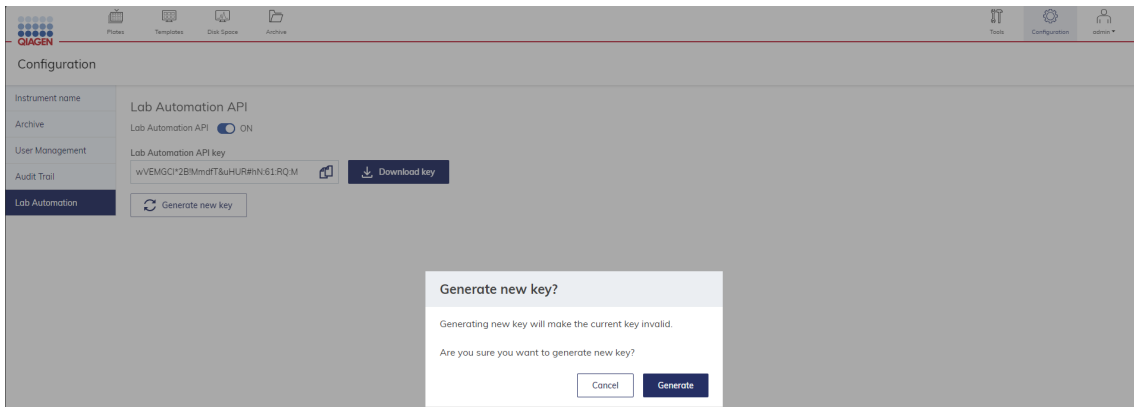 QIAGEN
Plates
Templates
Disk Space
Archive
Tools
Configuration
admin
Configuration
Instrument name
Archive
User Management
Audit Trail
Lab Automation
Lab Automation API
Lab Automation API ON
Lab Automation API key
wVEMGCI*2B!MmdfT&uHUR#hN:61:RQ:M
Download key
Generate new key
Generate new key?
Generating new key will make the current key invalid.
Are you sure you want to generate new key?
Cancel Generate